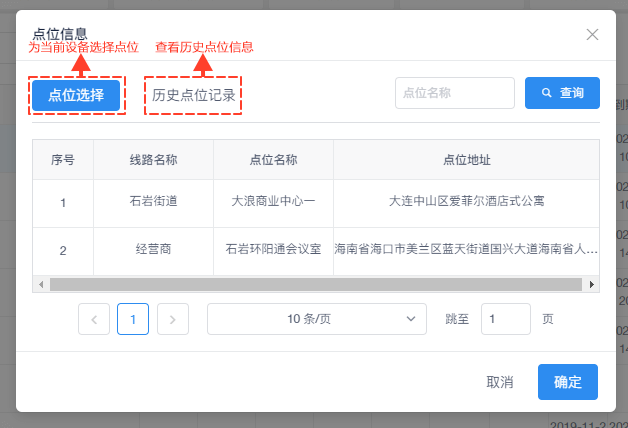 点位信息
为当前设备选择点位 查看历史点位信息
点位选择 历史点位记录 点位名称 查询
序号 线路名称 点位名称 点位地址
1 石岩街道 大浪商业中心一 大连中山区爱菲尔酒店式公寓
2 经营商 石岩环阳通会议室 海南省海口市美兰区蓝天街道国兴大道海南省人...
1 10 条/页 跳至 1 页
取消 确定